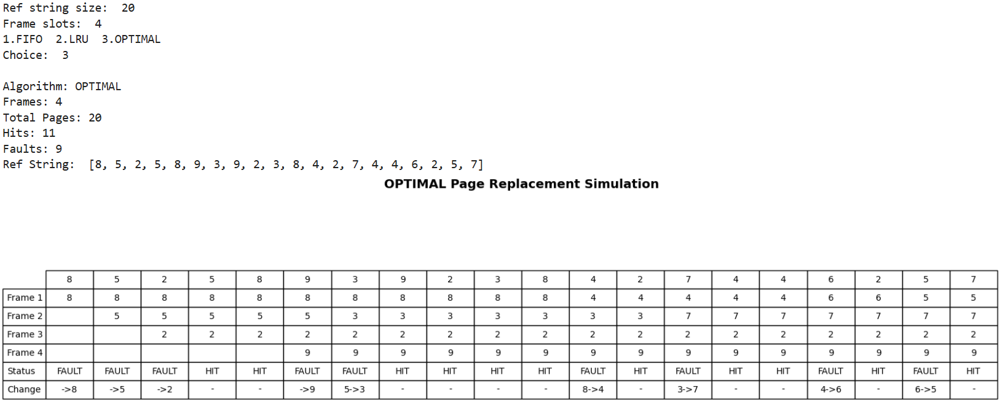 Ref string size:  20
Frame slots:  4
1.FIFO  2.LRU  3.OPTIMAL
Choice:  3
Algorithm: OPTIMAL
Frames: 4
Total Pages: 20
Hits: 11
Faults: 9
Ref String:  [8, 5, 2, 5, 8, 9, 3, 9, 2, 3, 8, 4, 2, 7, 4, 4, 6, 2, 5, 7]
OPTIMAL Page Replacement Simulation
8 5 2 5 8 9 3 9 2 3 8 4 2 7 4 4 6 2 5 7
Frame 1 8 8 8 8 8 8 8 8 8 8 8 4 4 4 4 4 6 6 5 5
Frame 2 5 5 5 5 5 3 3 3 3 3 3 3 7 7 7 7 7 7 7
Frame 3 2 2 2 2 2 2 2 2 2 2 2 2 2 2 2 2 2 2
Frame 4 9 9 9 9 9 9 9 9 9 9 9 9 9 9 9
Status FAULT FAULT FAULT HIT HIT FAULT FAULT HIT HIT HIT HIT FAULT HIT FAULT HIT HIT FAULT HIT FAULT HIT
Change ->8 ->5 ->2 - - ->9 5->3 - - - - 8->4 - 3->7 - - 4->6 - 6->5 -